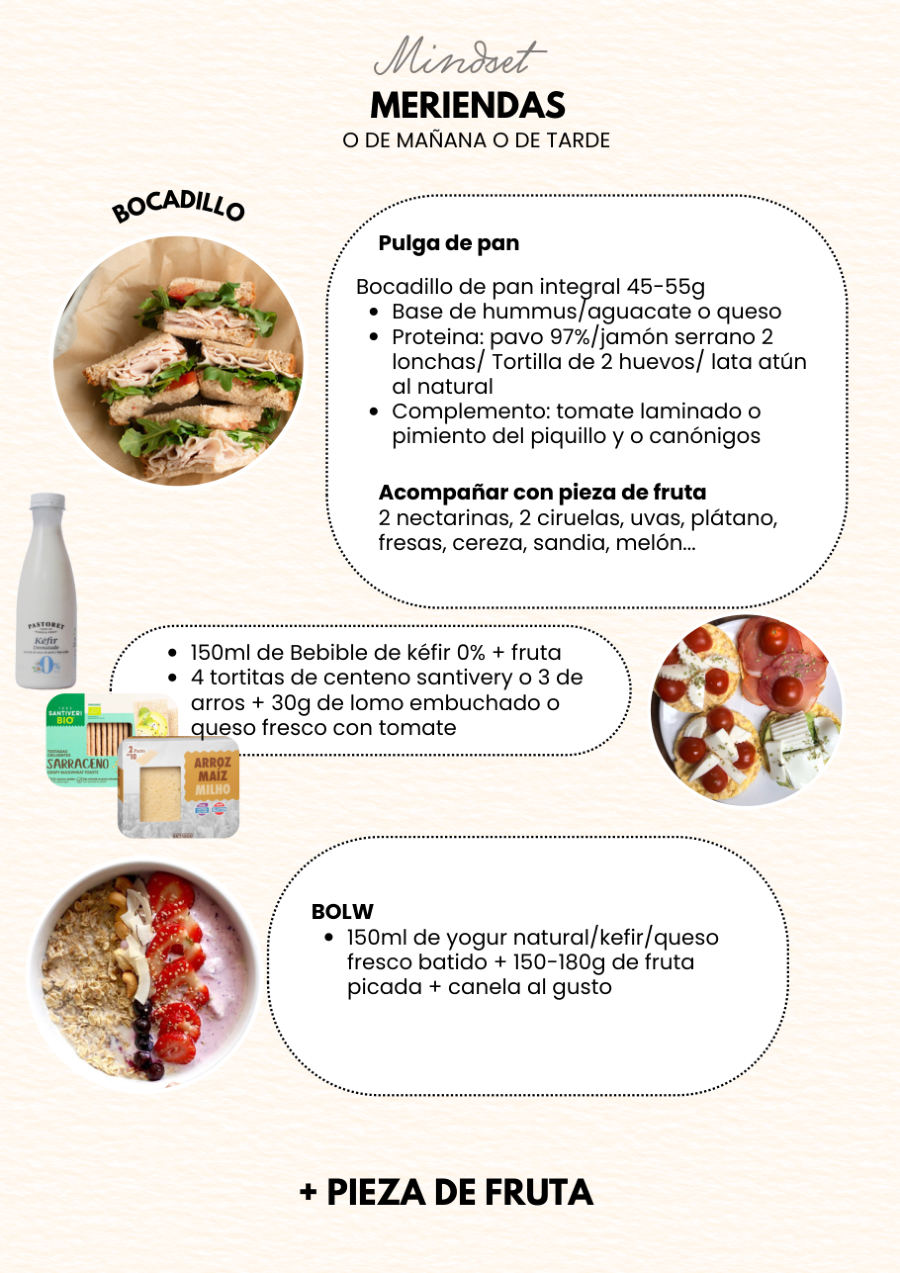 Mindset
MERIENDAS
O DE MAÑANA O DE TARDE
BOCADILLO
Pulga de pan
Bocadillo de pan integral 45-55g
• Base de hummus/aguacate o queso
• Proteina: pavo 97%/jamón serrano 2
lonchas/ Tortilla de 2 huevos/ lata atún
al natural
• Complemento: tomate laminado o
pimiento del piquillo y o canónigos
Acompañar con pieza de fruta
2 nectarinas, 2 ciruelas, uvas, plátano,
fresas, cereza, sandia, melón...
PASTORET
Kéfir
Desnatado
0%
• 150ml de Bebible de kéfir 0% + fruta
• 4 tortitas de centeno santivery o 3 de
arros + 30g de lomo embuchado o
queso fresco con tomate
SANTIVERI
BIO
SARRACENO
ARROZ
MAÍZ
MILHO
BOLW
• 150ml de yogur natural/kefir/queso
fresco batido + 150-180g de fruta
picada + canela al gusto
+ PIEZA DE FRUTA